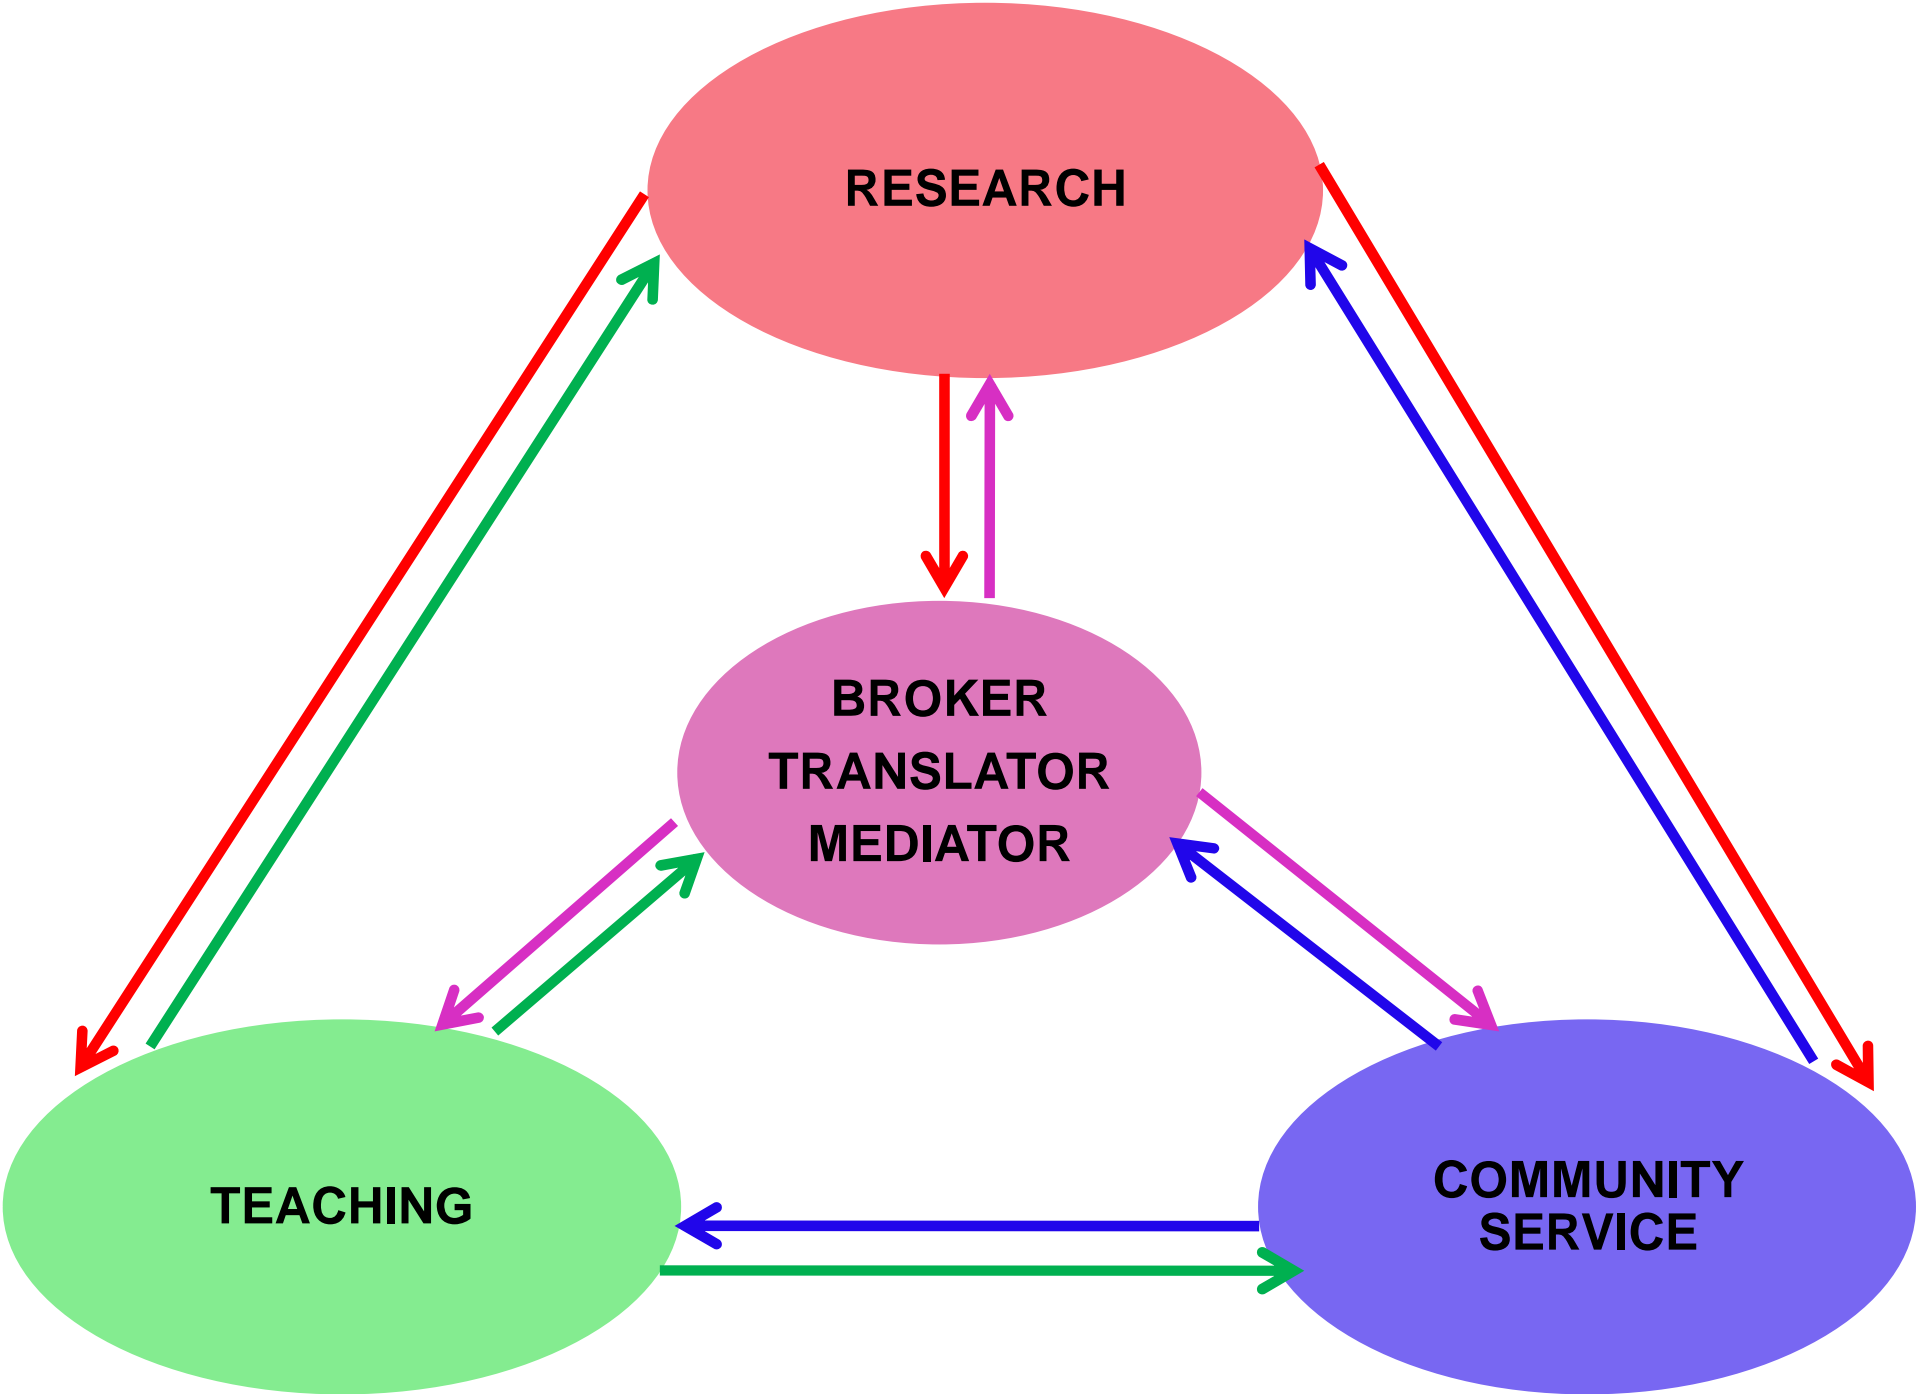 RESEARCH
BROKER
TRANSLATOR
MEDIATOR
TEACHING
COMMUNITY
SERVICE